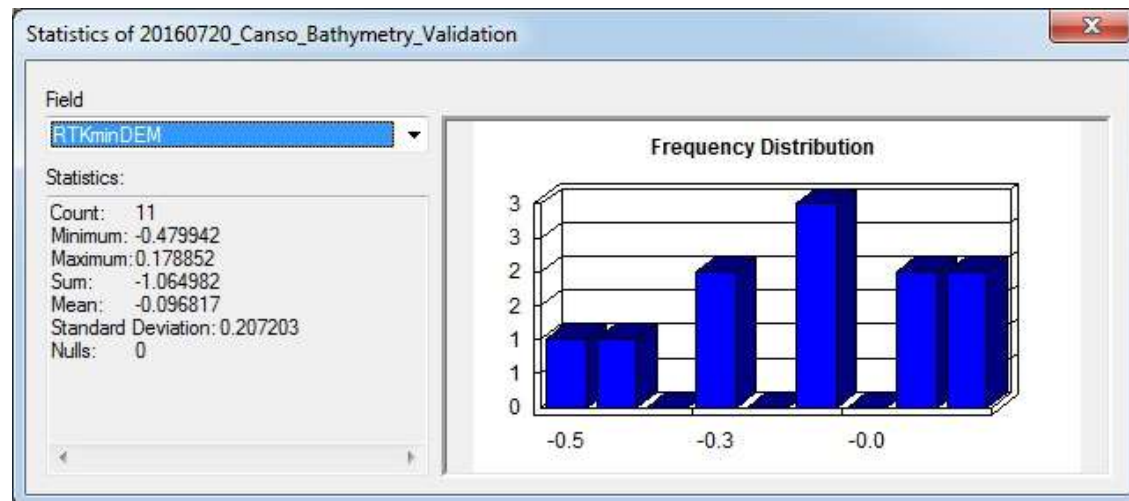 Statistics of 20160720_Canso_Bathymetry_Validation
Field
RTKminDEM
Statistics:
Count: 11
Minimum: -0.479942
Maximum: 0.178852
Sum: -1.064982
Mean: -0.096817
Standard Deviation: 0.207203
Nulls: 0
Frequency Distribution
3
3
2
2
1
1
0
-0.5 -0.3 -0.0